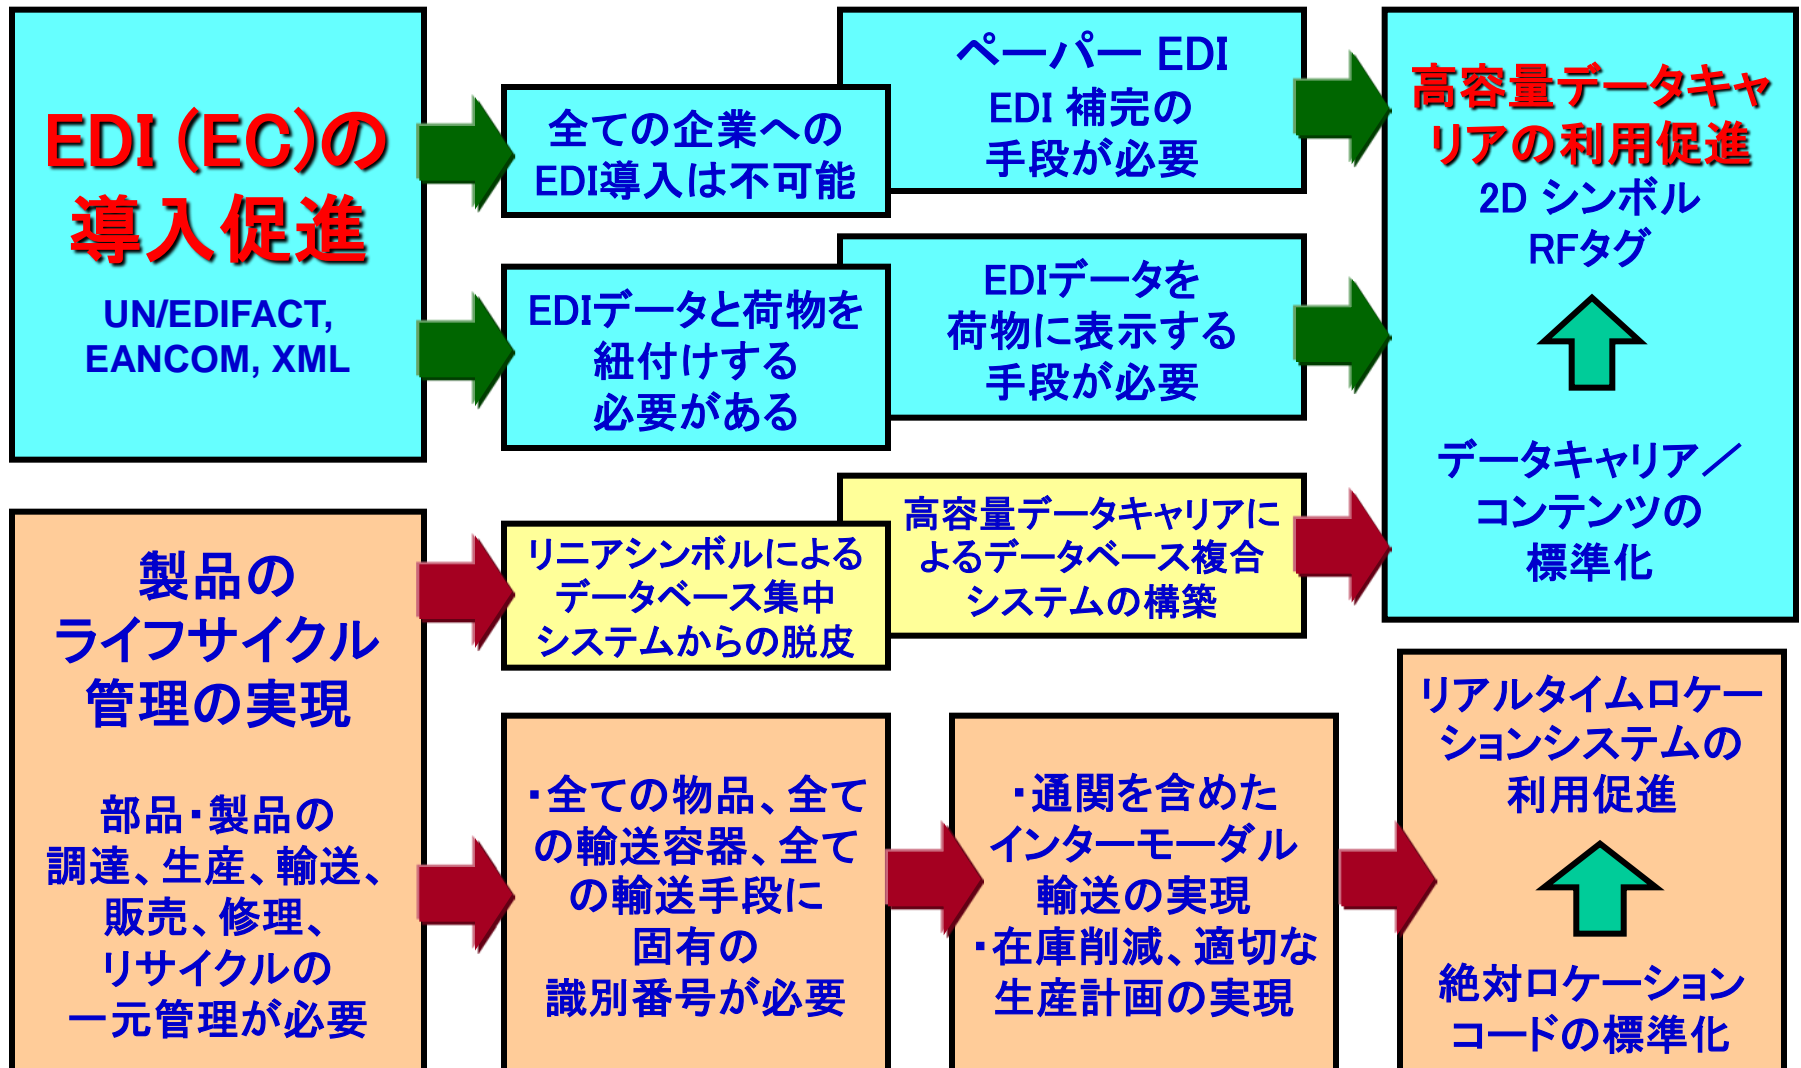 EDI (EC)の
導入促進
UN/EDIFACT,
EANCOM, XML
全ての企業への
EDI導入は不可能
ペーパー EDI
EDI 補完の
手段が必要
EDIデータと荷物を
紐付けする
必要がある
EDIデータを
荷物に表示する
手段が必要
高容量データキャ
リアの利用促進
2D シンボル
RFタグ
データキャリア／
コンテンツの
標準化
製品の
ライフサイクル
管理の実現
部品・製品の
調達、生産、輸送、
販売、修理、
リサイクルの
一元管理が必要
リニアシンボルによる
データベース集中
システムからの脱皮
高容量データキャリアに
よるデータベース複合
システムの構築
・全ての物品、全て
の輸送容器、全て
の輸送手段に
固有の
識別番号が必要
・通関を含めた
インターモーダル
輸送の実現
・在庫削減、適切な
生産計画の実現
リアルタイムロケー
ションシステムの
利用促進
絶対ロケーション
コードの標準化